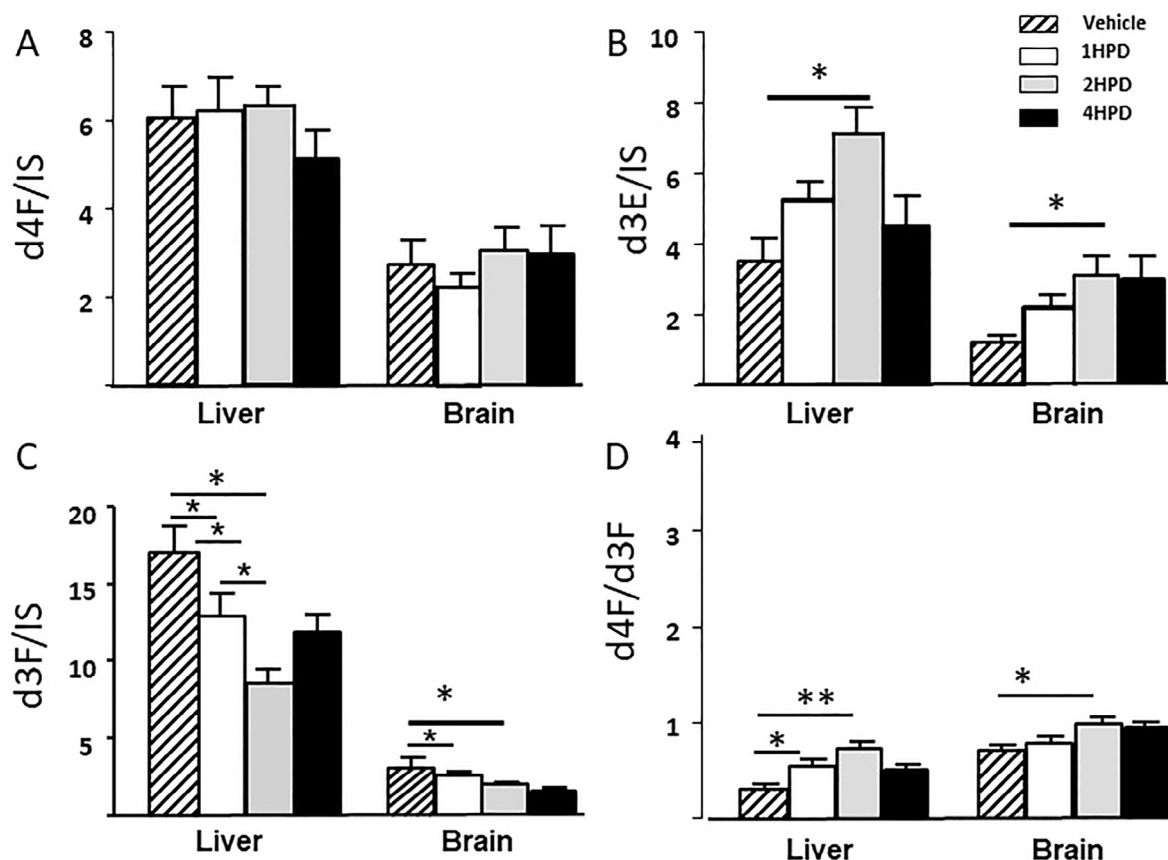 A
d4F/IS
8
6
4
2
Liver
Brain
B
d3E/IS
10
8
6
4
2
*
*
Liver
Brain
Vehicle
1HPD
2HPD
4HPD
C
d3F/IS
20
15
10
5
*
*
*
*
*
*
Liver
Brain
D
d4F/d3F
4
3
2
1
*
**
*
Liver
Brain